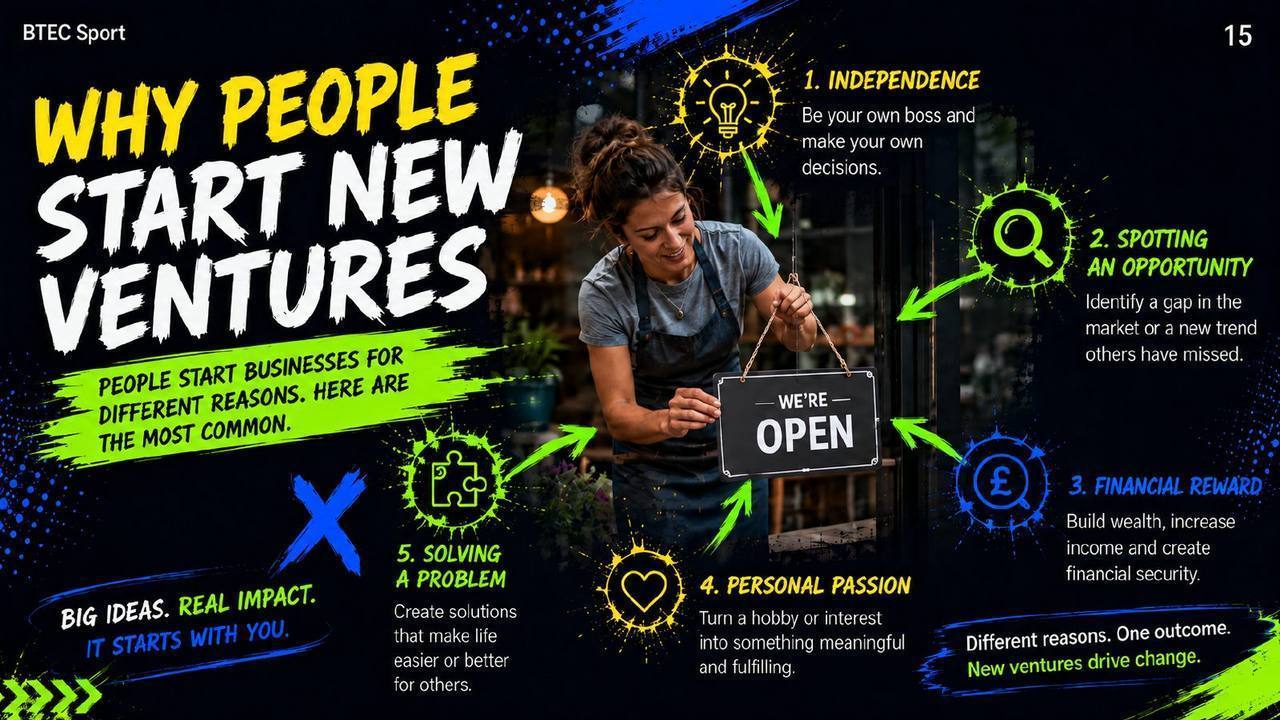 BTEC Sport
15
WHY PEOPLE
START NEW
VENTURES
PEOPLE START BUSINESSES FOR
DIFFERENT REASONS. HERE ARE
THE MOST COMMON.
1. INDEPENDENCE
Be your own boss and
make your own
decisions.
2. SPOTTING
AN OPPORTUNITY
Identify a gap in the
market or a new trend
others have missed.
WE'RE
OPEN
3. FINANCIAL REWARD
£
Build wealth, increase
income and create
financial security.
4. PERSONAL PASSION
Turn a hobby or interest
into something meaningful
and fulfilling.
5. SOLVING
A PROBLEM
Create solutions
that make life
easier or better
for others.
BIG IDEAS. REAL IMPACT.
IT STARTS WITH YOU.
Different reasons. One outcome.
New ventures drive change.